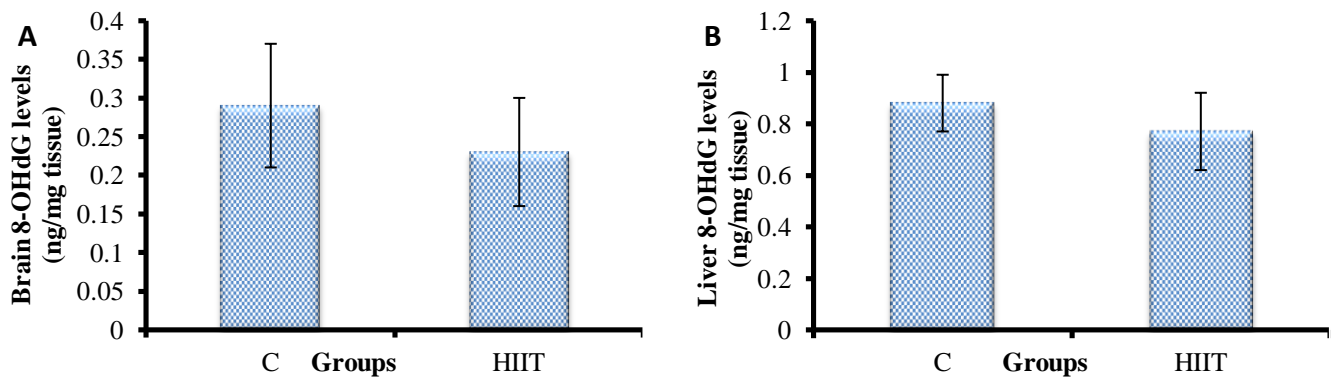 A
Brain 8-OHdG levels
(ng/mg tissue)
0.4
0.35
0.3
0.25
0.2
0.15
0.1
0.05
0
C Groups HIIT
B
Liver 8-OHdG levels
(ng/mg tissue)
1.2
1
0.8
0.6
0.4
0.2
0
C Groups HIIT